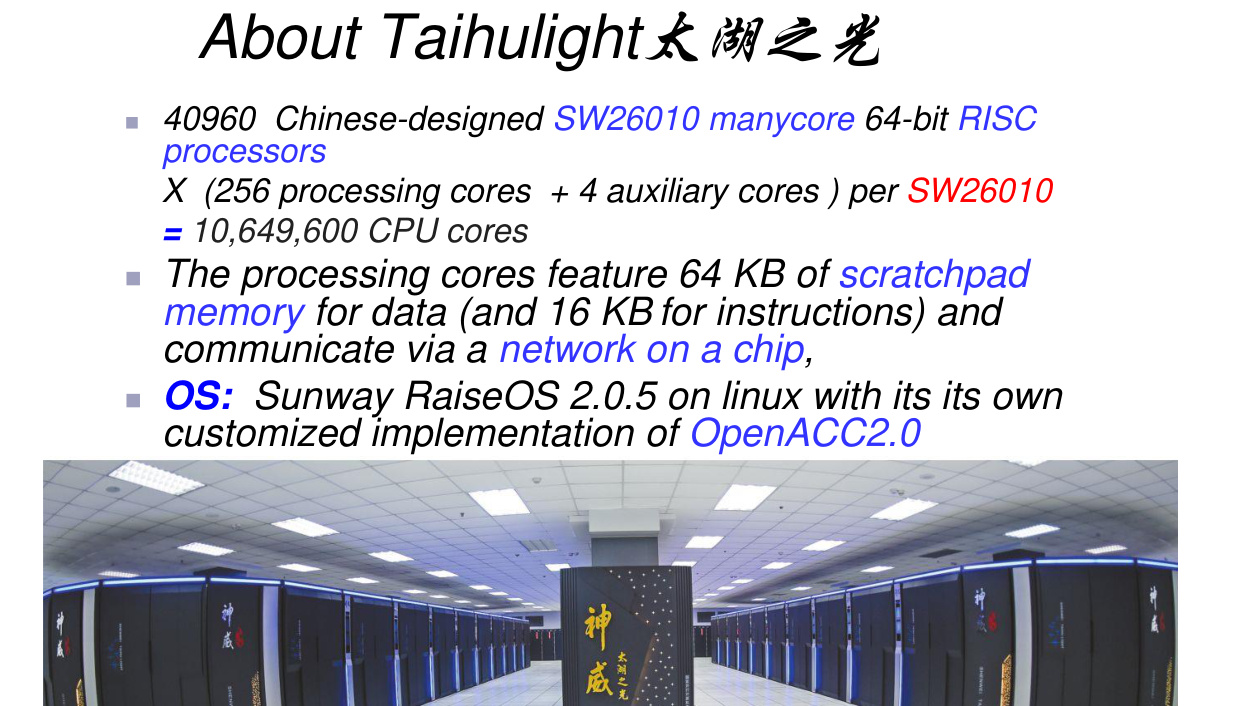 About Taihulight太湖之光
40960 Chinese-designed SW26010 manycore 64-bit RISC
processors
X (256 processing cores + 4 auxiliary cores ) per SW26010
= 10,649,600 CPU cores
The processing cores feature 64 KB of scratchpad
memory for data (and 16 KB for instructions) and
communicate via a network on a chip,
OS: Sunway RaiseOS 2.0.5 on linux with its its own
customized implementation of OpenACC2.0
神威
神威
神威
太湖之光
神威
神威